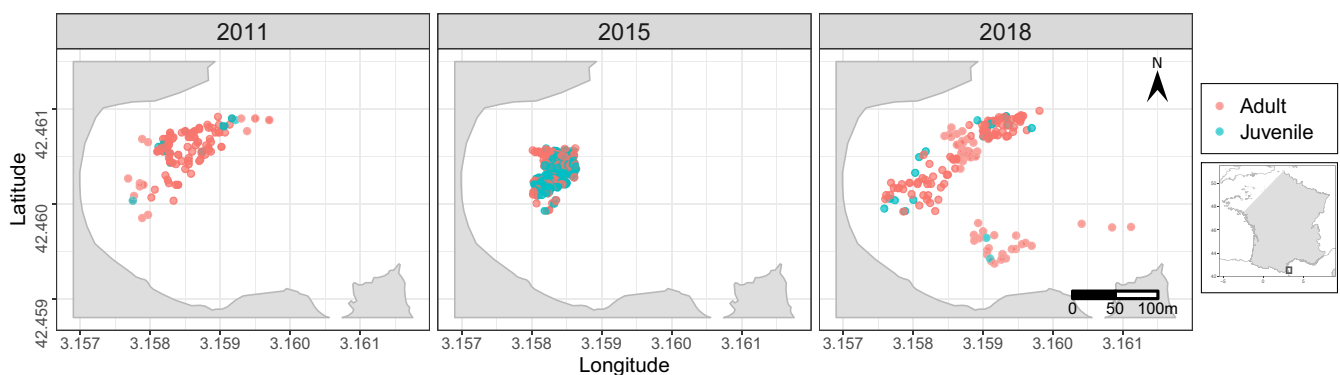 2011 2015 2018
N
Adult
Juvenile
42.461
42.460
42.459
Latitude
0 50 100m
3.157 3.158 3.159 3.160 3.161 3.157 3.158 3.159 3.160 3.161 3.157 3.158 3.159 3.160 3.161
Longitude